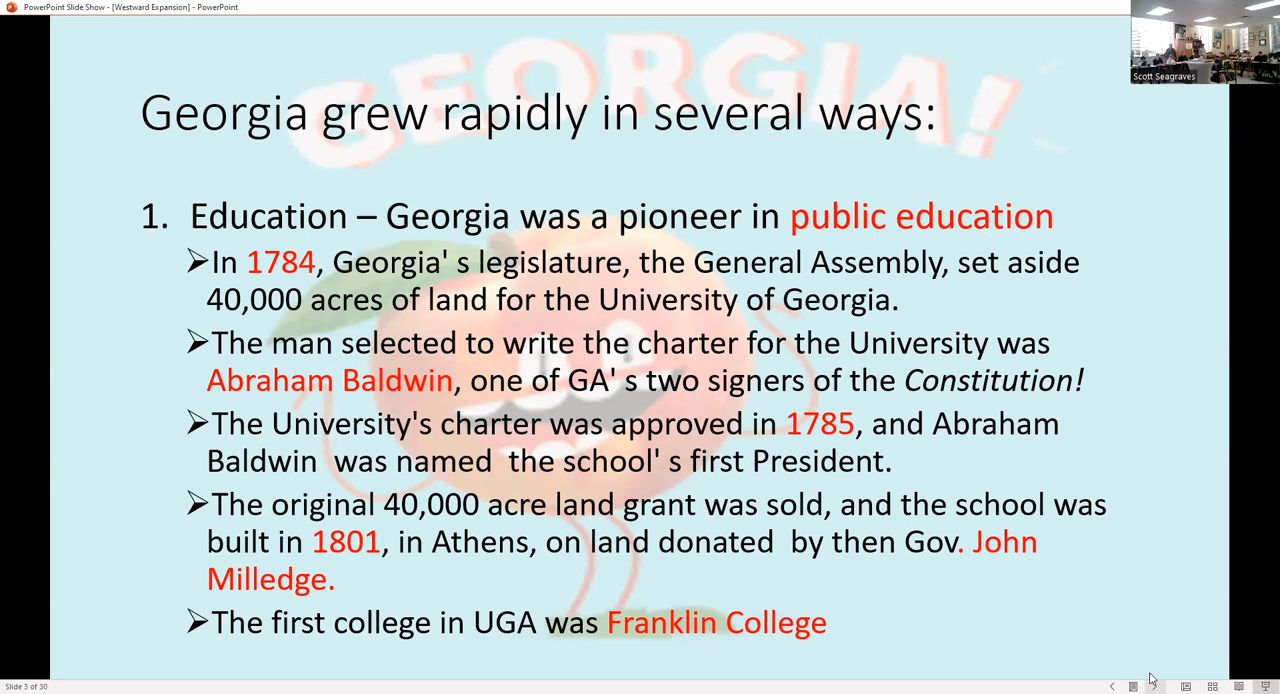 PowerPoint Slide Show - [Westward Expansion] - PowerPoint
Scott Seagraves
GEORGIA!
Georgia grew rapidly in several ways:
1. Education – Georgia was a pioneer in public education
➢In 1784, Georgia' s legislature, the General Assembly, set aside
40,000 acres of land for the University of Georgia.
➢The man selected to write the charter for the University was
Abraham Baldwin, one of GA' s two signers of the Constitution!
➢The University's charter was approved in 1785, and Abraham
Baldwin  was named  the school' s first President.
➢The original 40,000 acre land grant was sold, and the school was
built in 1801, in Athens, on land donated  by then Gov. John
Milledge.
➢The first college in UGA was Franklin College
Slide 3 of 30